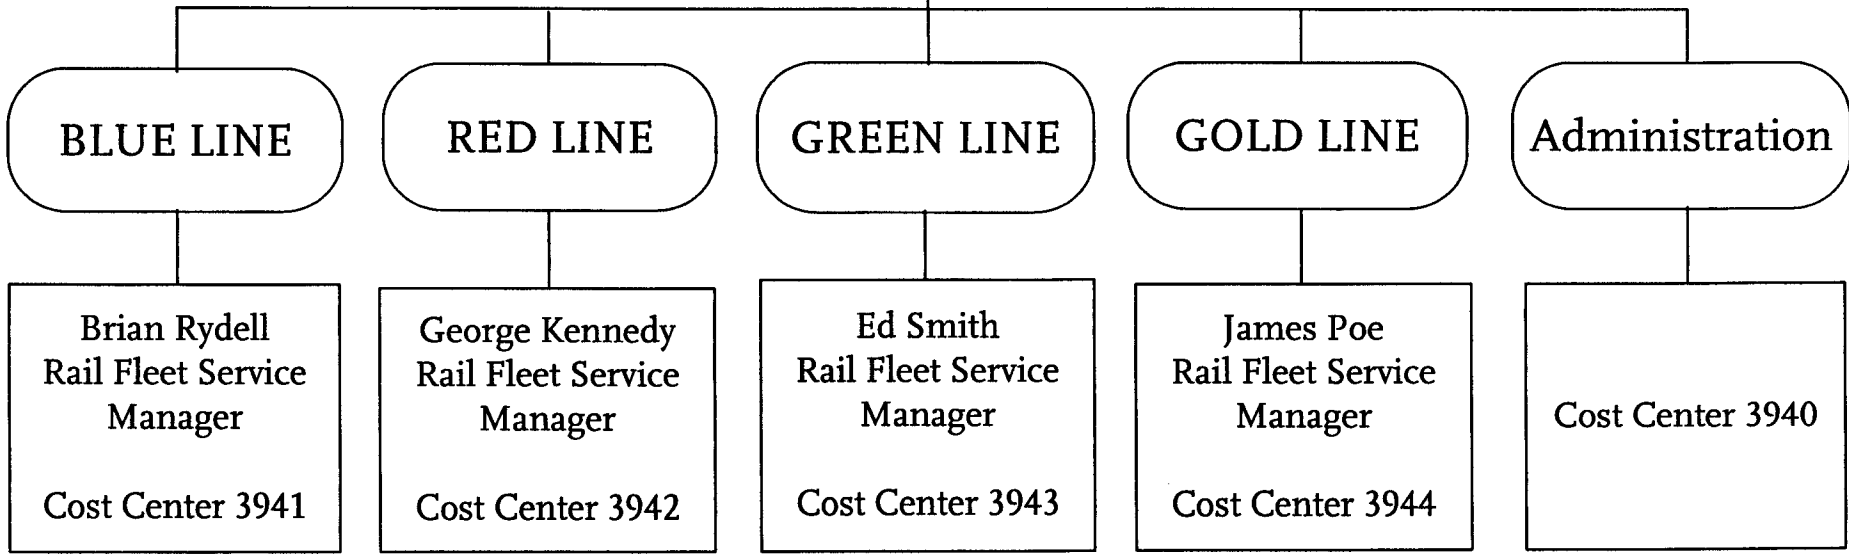 BLUE LINE
RED LINE
GREEN LINE
GOLD LINE
Administration
Brian Rydell
Rail Fleet Service
Manager
Cost Center 3941
George Kennedy
Rail Fleet Service
Manager
Cost Center 3942
Ed Smith
Rail Fleet Service
Manager
Cost Center 3943
James Poe
Rail Fleet Service
Manager
Cost Center 3944
Cost Center 3940